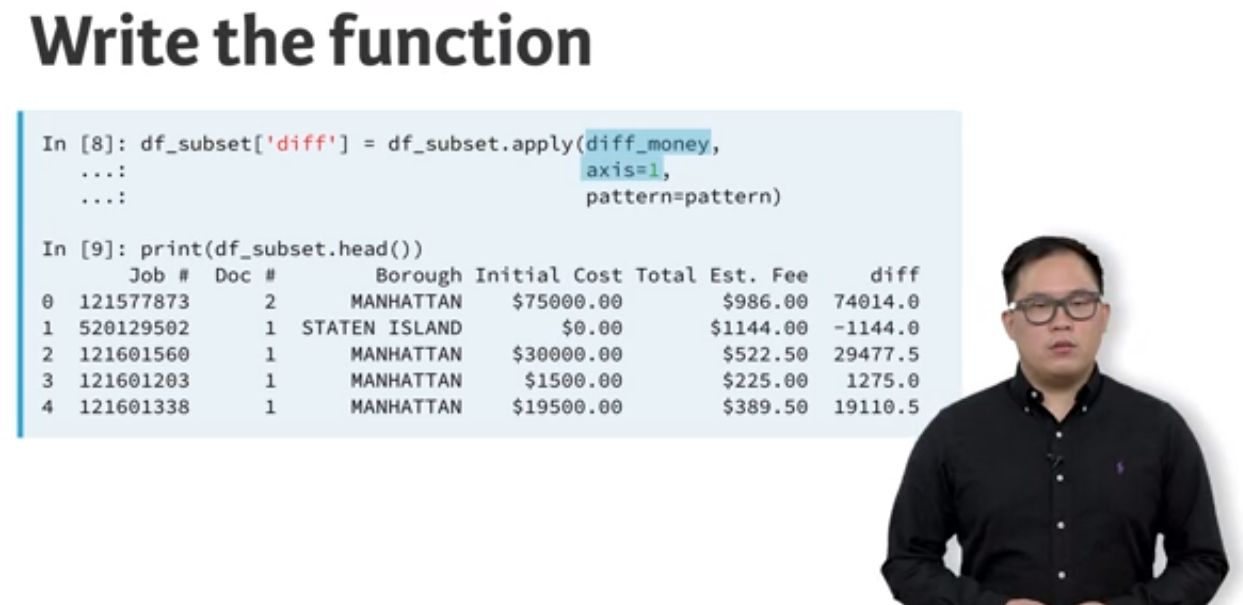 Write the function
In [8]: df_subset['diff'] = df_subset.apply(diff_money,
...: axis=1,
...: pattern=pattern)
In [9]: print(df_subset.head())
Job # Doc # Borough Initial Cost Total Est. Fee diff
0 121577873 2 MANHATTAN $75000.00 $986.00 74014.0
1 520129502 1 STATEN ISLAND $0.00 $1144.00 -1144.0
2 121601560 1 MANHATTAN $30000.00 $522.50 29477.5
3 121601203 1 MANHATTAN $1500.00 $225.00 1275.0
4 121601338 1 MANHATTAN $19500.00 $389.50 19110.5